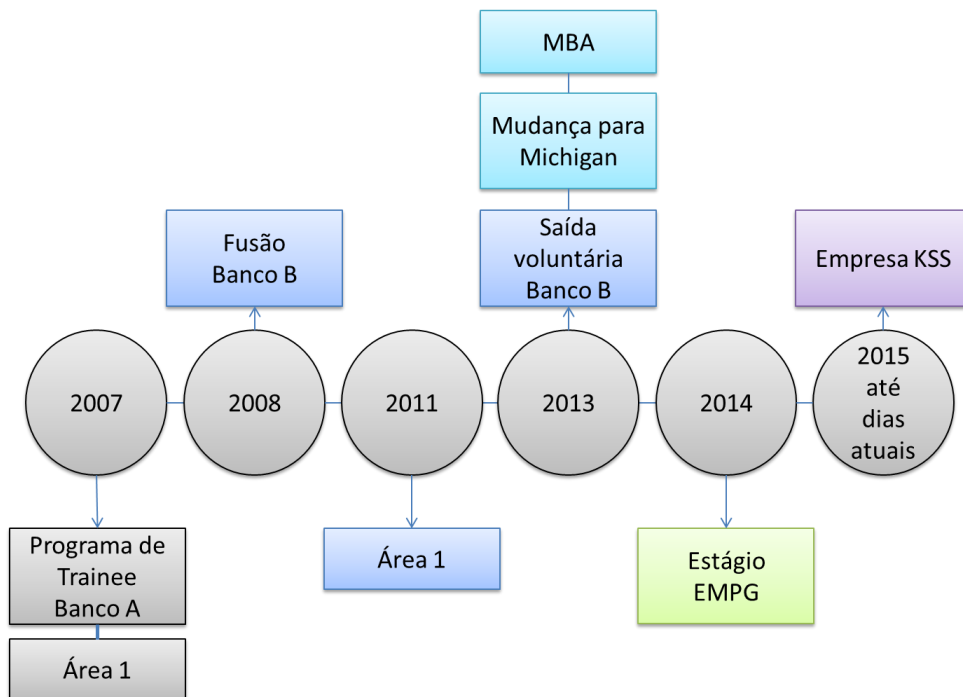 MBA
Mudança para
Michigan
Fusão
Banco B
Saída
voluntária
Banco B
Empresa KSS
2007
2008
2011
2013
2014
2015
até
dias
atuais
Programa de
Trainee
Banco A
Área 1
Área 1
Estágio
EMPG